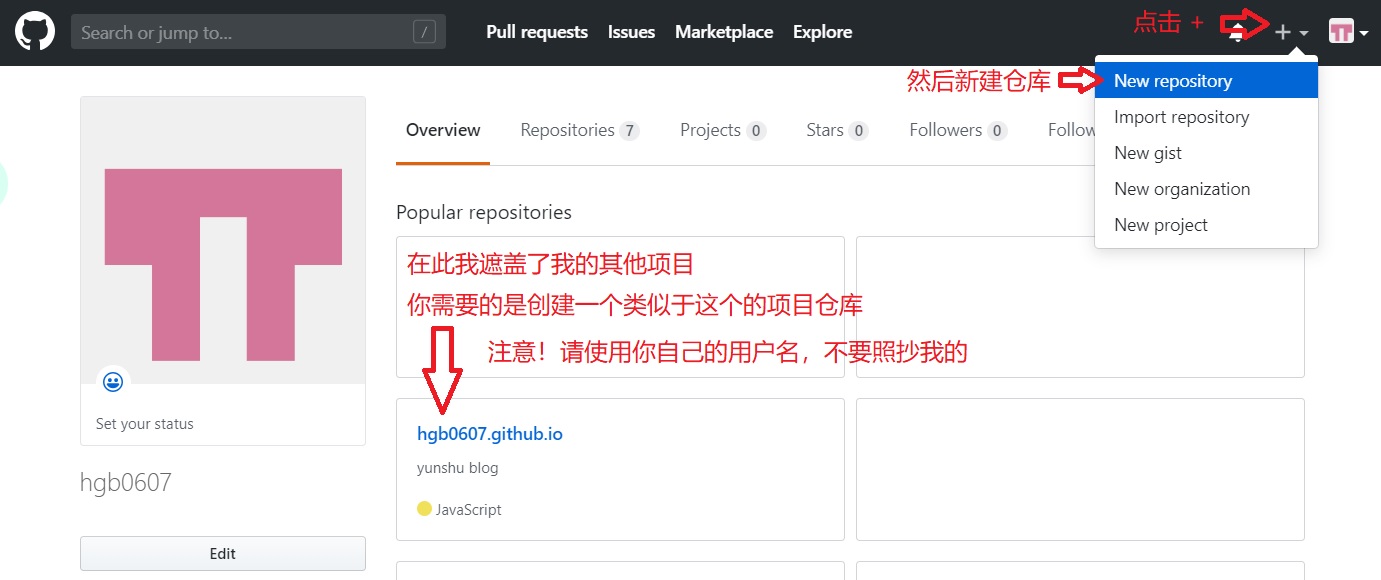 Search or jump to... /
Pull requests Issues Marketplace Explore
点击 +
然后新建仓库
New repository
Import repository
New gist
New organization
New project
Overview Repositories 7 Projects 0 Stars 0 Followers 0 Follow
Popular repositories
在此我遮盖了我的其他项目
你需要的是创建一个类似于这个的项目仓库
注意！请使用你自己的用户名，不要照抄我的
hgb0607.github.io
yunshu blog
JavaScript
Set your status
hgb0607
Edit